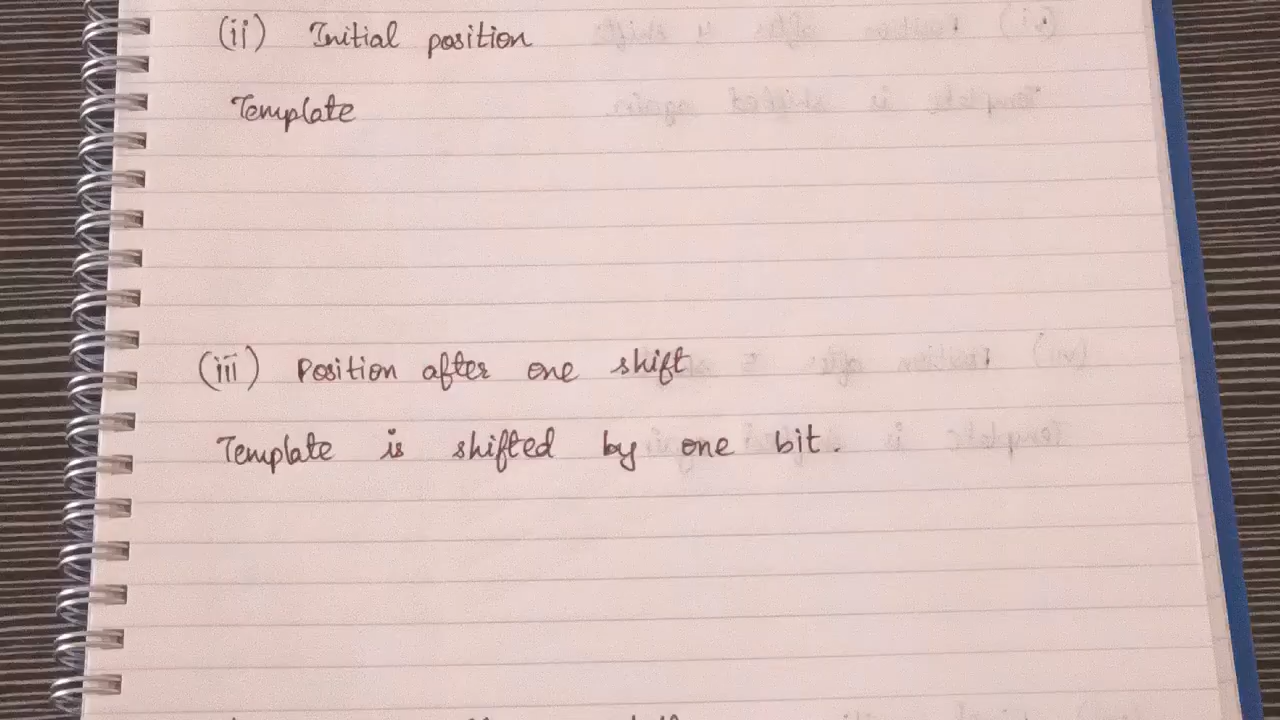 (ii) Initial position
Template
(iii) Position after one shift
Template is shifted by one bit.